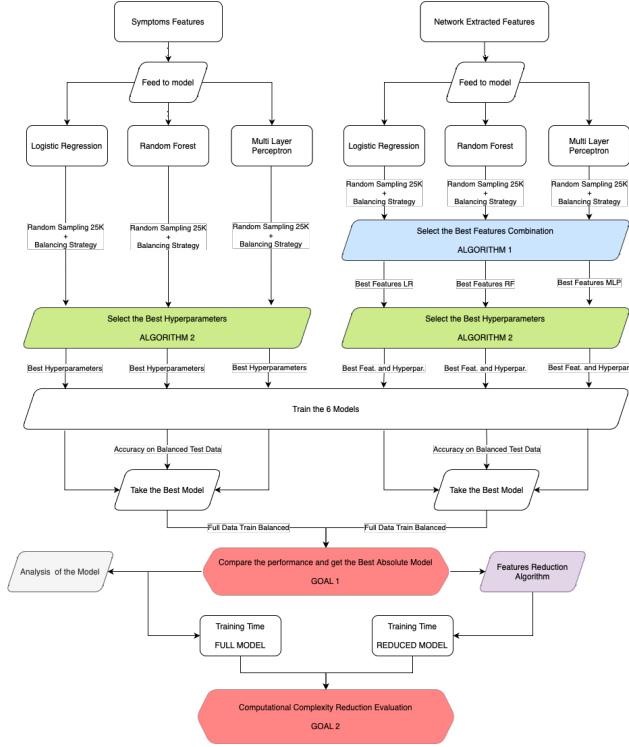 Symptoms Features
Network Extracted Features
Feed to model
Feed to model
Logistic Regression
Random Forest
Multi Layer
Perceptron
Logistic Regression
Random Forest
Multi Layer
Perceptron
Random Sampling 25K
+
Balancing Strategy
Random Sampling 25K
+
Balancing Strategy
Random Sampling 25K
+
Balancing Strategy
Random Sampling 25K
+
Balancing Strategy
Random Sampling 25K
+
Balancing Strategy
Random Sampling 25K
+
Balancing Strategy
Select the Best Features Combination
ALGORITHM 1
Best Features LR
Best Features RF
Best Features MLP
Select the Best Hyperparameters
ALGORITHM 2
Select the Best Hyperparameters
ALGORITHM 2
Best Hyperparameters
Best Hyperparameters
Best Hyperparameters
Best Feat. and Hyperpar.
Best Feat. and Hyperpar.
Best Feat. and Hyperpar
Train the 6 Models
Accuracy on Balanced Test Data
Accuracy on Balanced Test Data
Take the Best Model
Take the Best Model
Full Data Train Balanced
Full Data Train Balanced
Compare the performance and get the Best Absolute Model
GOAL 1
Analysis of the Model
Features Reduction
Algorithm
Training Time
FULL MODEL
Training Time
REDUCED MODEL
Computational Complexity Reduction Evaluation
GOAL 2